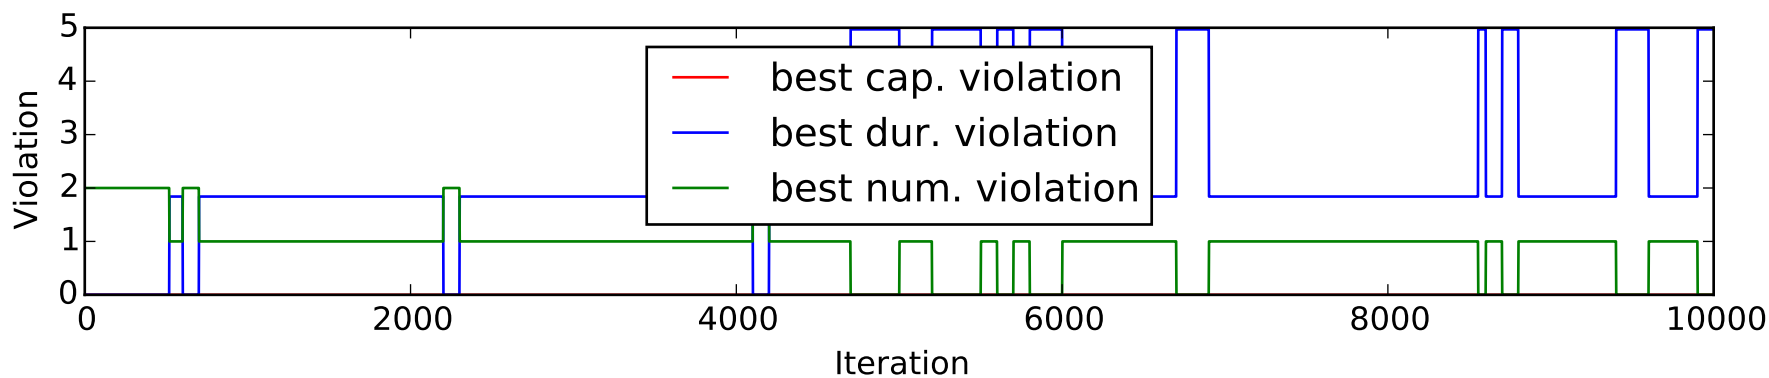 5
4
3
2
1
0
Violation
best cap. violation
best dur. violation
best num. violation
0 2000 4000 6000 8000 10000
Iteration